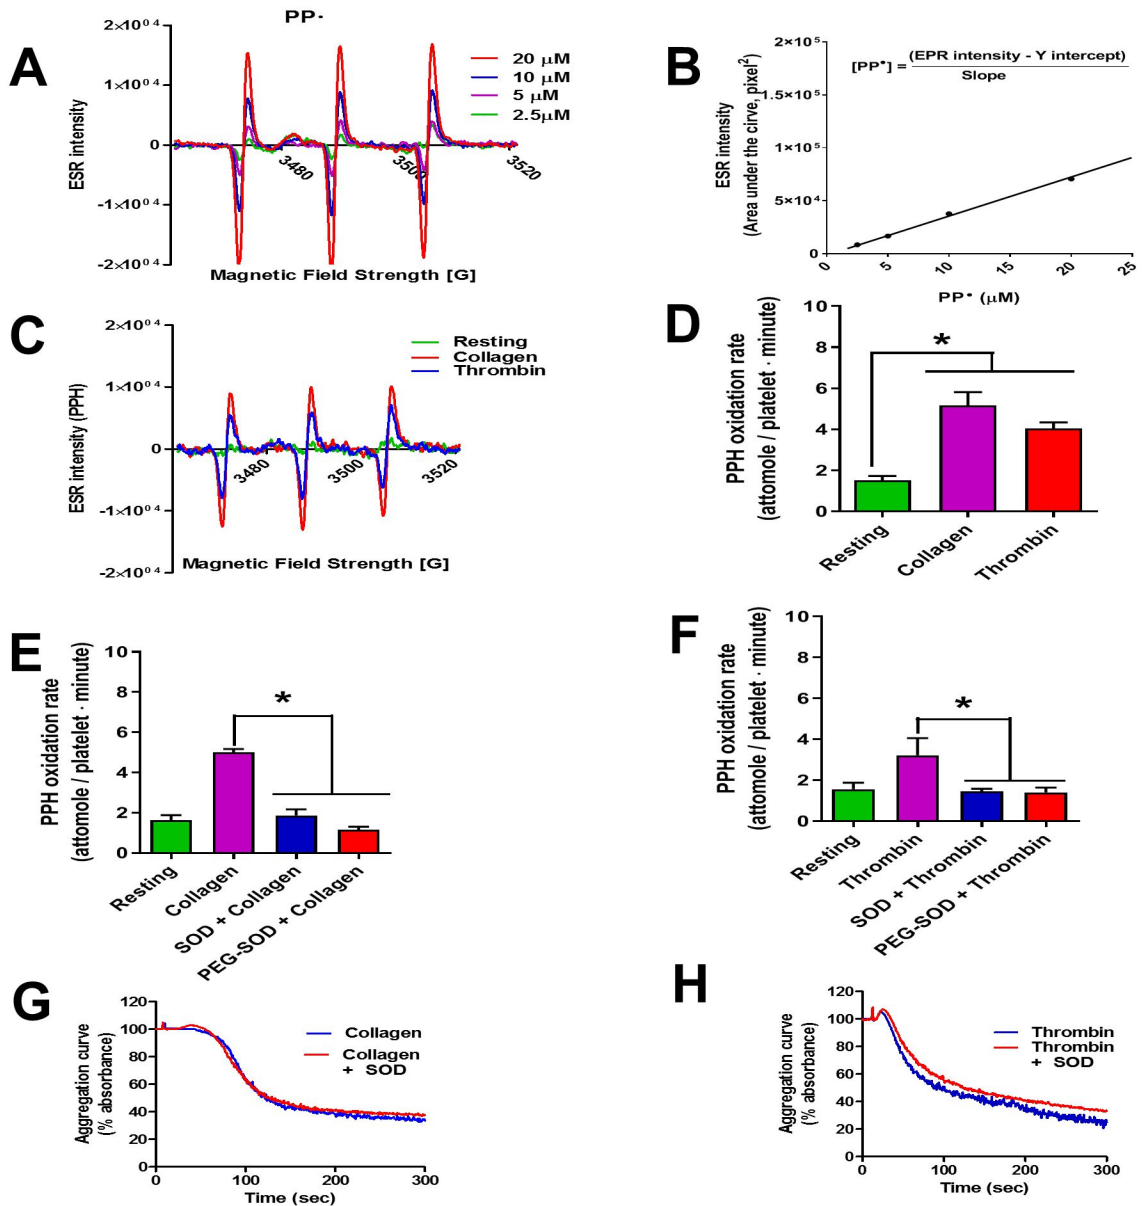 A
PP·
2×10⁰⁴
1×10⁰⁴
0
-1×10⁰⁴
-2×10⁰⁴
ESR intensity
20 μM
10 μM
5 μM
2.5μM
3480
3500
3520
Magnetic Field Strength [G]
B
2×10⁵
1.5×10⁵
1×10⁵
5×10⁴
0
ESR intensity
(Area under the cirve, pixel²)
[PP•] = (EPR intensity - Y intercept)
Slope
0
5
10
15
20
25
PP• (μM)
C
2×10⁰⁴
1×10⁰⁴
0
-1×10⁰⁴
-2×10⁰⁴
ESR intensity (PPH)
Resting
Collagen
Thrombin
3480
3500
3520
Magnetic Field Strength [G]
D
PPH oxidation rate
(attomole / platelet · minute)
10
8
6
4
2
0
*
Resting
Collagen
Thrombin
E
PPH oxidation rate
(attomole / platelet · minute)
10
8
6
4
2
0
*
Resting
Collagen
SOD + Collagen
PEG-SOD + Collagen
F
PPH oxidation rate
(attomole / platelet · minute)
10
8
6
4
2
0
*
Resting
Thrombin
SOD + Thrombin
PEG-SOD + Thrombin
G
Aggregation curve
(% absorbance)
120
100
80
60
40
20
0
Collagen
Collagen
+ SOD
0
100
200
300
Time (sec)
H
Aggregation curve
(% absorbance)
120
100
80
60
40
20
0
Thrombin
Thrombin
+ SOD
0
100
200
300
Time (sec)